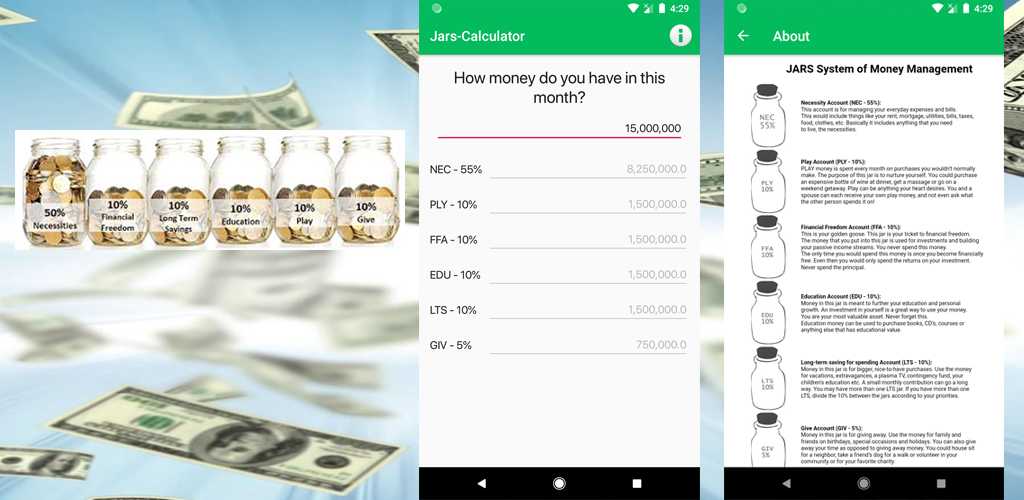 50%
Necessities
10%
Financial
Freedom
10%
Long Term
Savings
10%
Education
10%
Play
10%
Give
4:29
Jars-Calculator
How money do you have in this
month?
15,000,000
NEC - 55% 8,250,000.0
PLY - 10% 1,500,000.0
FFA - 10% 1,500,000.0
EDU - 10% 1,500,000.0
LTS - 10% 1,500,000.0
GIV - 5% 750,000.0
4:29
About
JARS System of Money Management
NEC
55%
Necessity Account (NEC - 55%):
This account is for managing your everyday expenses and bills.
This would include things like your rent, mortgage, utilities, bills, taxes,
food, clothes, etc. Basically it includes anything that you need
to live, the necessities.
PLY
10%
Play Account (PLY - 10%):
PLAY money is spent every month on purchases you wouldn't normally
make. The purpose of this jar is to nurture yourself. You could purchase
an expensive bottle of wine at dinner, get a massage or go on a
weekend getaway. Play can be anything your heart desires. You and a
spouse can each receive your own play money, and not even ask what
the other person spends it on!
FFA
10%
Financial Freedom Account (FFA - 10%):
This is your golden goose. This jar is your ticket to financial freedom.
The money that you put into this jar is used for investments and building
your passive income streams. You never spend this money.
The only time you would spend this money is once you become financially
free. Even then you would only spend the returns on your investment.
Never spend the principal.
EDU
10%
Education Account (EDU - 10%):
Money in this jar is meant to further your education and personal
growth. An investment in yourself is a great way to use your money.
You are your most valuable asset. Never forget this.
Education money can be used to purchase books, CD's, courses or
anything else that has educational value.
LTS
10%
Long-term saving for spending Account (LTS - 10%):
Money in this jar is for bigger, nice-to-have purchases. Use the money
for vacations, extravagances, a plasma TV, contingency fund, your
children's education etc. A small monthly contribution can go a long
way. You may have more than one LTS jar. If you have more than one
LTS, divide the 10% between the jars according to your priorities.
GIV
5%
Give Account (GIV - 5%):
Money in this jar is for giving away. Use the money for family and
friends on birthdays, special occasions and holidays. You can also give
away your time as opposed to giving away money. You could house sit
for a neighbor, take a friend's dog for a walk or volunteer in your
community or for your favorite charity.